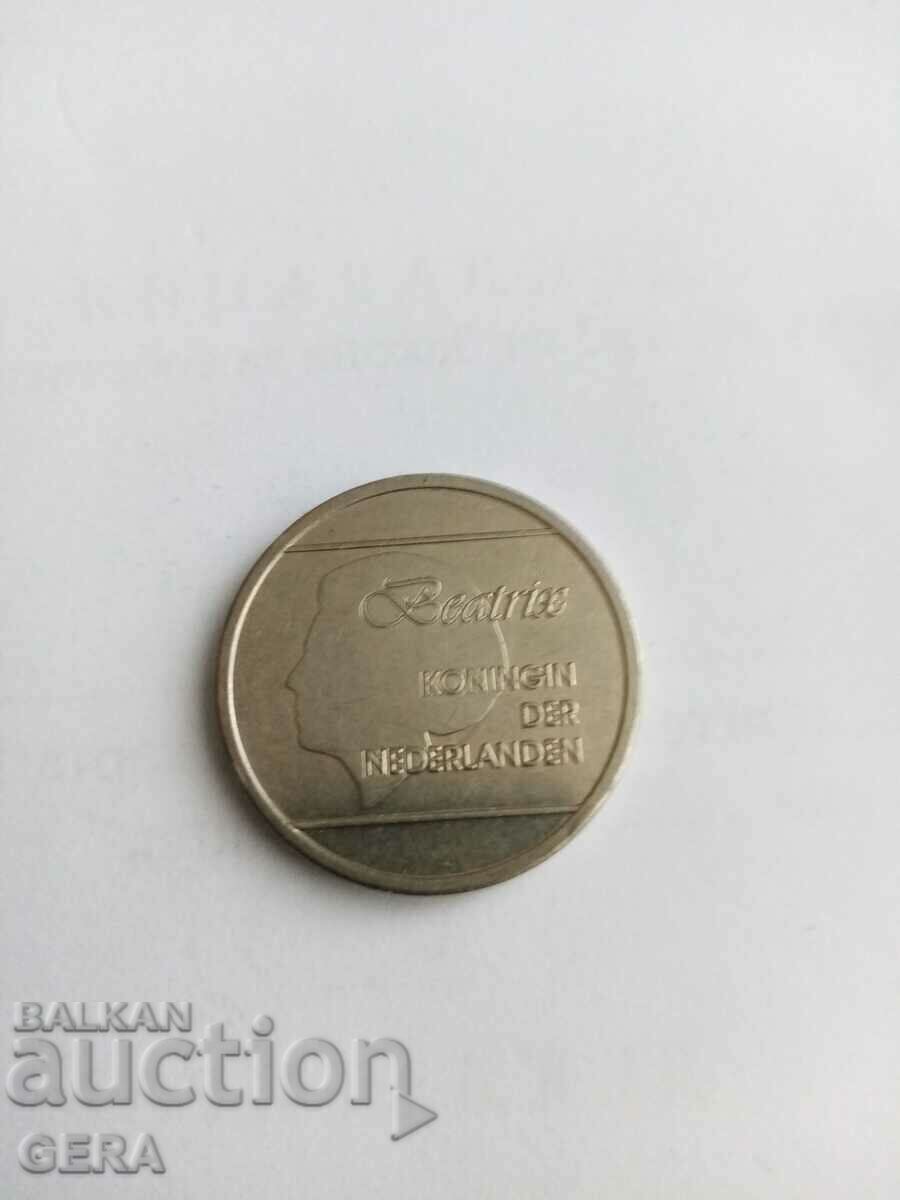 Beatrix
KONINGIN
DER
NEDERLANDEN
BALKAN
auction
GERA